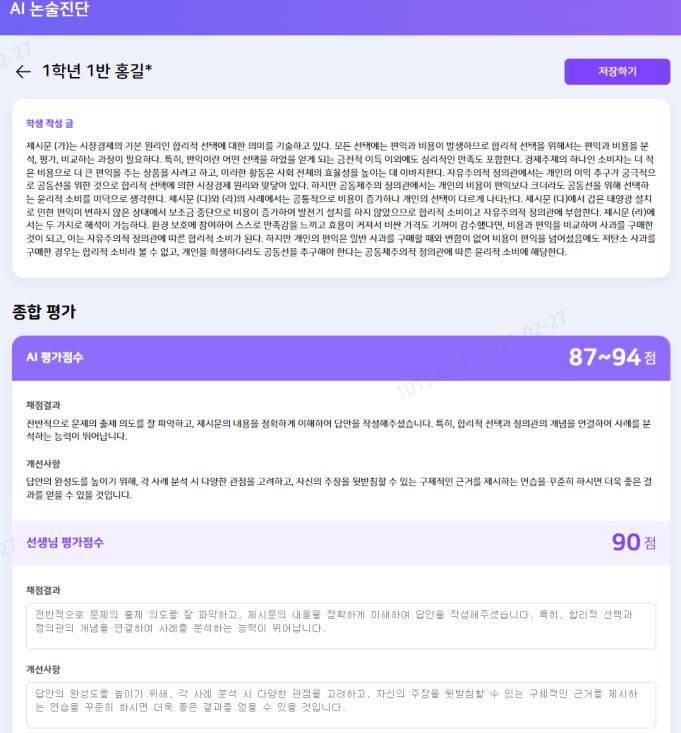 AI 논술진단
← 1학년 1반 홍길*
저장하기
학생 작성 글
제시문 (가)는 시장경제의 기본 원리인 합리적 선택에 대한 의미를 기술하고 있다. 모든 선택에는 편익과 비용이 발생하므로 합리적 선택을 위해서는 편익과 비용을 분
석, 평가, 비교하는 과정이 필요하다. 특히, 편익이란 어떤 선택을 하였을 얻게 되는 금전적 이득 이외에도 심리적인 만족도 포함한다. 경제주체의 하나인 소비자는 더 적
은 비용으로 더 큰 편익을 주는 상품을 사려고 하고, 이러한 활동은 사회 전체의 효율성을 높이는 데 이바지한다. 자유주의적 정의관에서는 개인의 이익 추구가 궁극적으
로 공동선을 위한 것으로 합리적 선택에 의한 시장경제 원리와 맞닿아 있다. 하지만 공동체주의 정의관에서는 개인의 비용이 편익보다 크더라도 공동선을 위해 선택하
는 윤리적 소비를 미덕으로 생각한다. 제시문 (다)와 (라)의 사례에서는 공통적으로 비용이 증가하나 개인의 선택이 다르게 나타난다. 제시문 (다)에서 갑은 태양광 설치
로 인한 편익이 변하지 않은 상태에서 보조금 중단으로 비용이 증가하여 발전기 설치를 하지 않았으므로 합리적 소비이고 자유주의적 정의관에 부합한다. 제시문 (라)에
서는 두 가지로 해석이 가능하다. 환경 보호에 참여하여 스스로 만족감을 느끼고 효용이 커져서 비싼 가격도 기꺼이 감수했다면, 비용과 편익을 비교하여 사과를 구매한
것이 되고, 이는 자유주의적 정의관에 따른 합리적 소비가 된다. 하지만 개인의 편익은 일반 사과를 구매할 때와 변함이 없어 비용이 편익을 넘어섰음에도 저탄소 사과를
구매한 경우는 합리적 소비라 볼 수 없고, 개인을 희생하더라도 공동선을 추구해야 한다는 공동체주의적 정의관에 따른 윤리적 소비에 해당한다.
종합 평가
AI 평가점수
87~94 점
채점결과
전반적으로 문제의 출제 의도를 잘 파악하고, 제시문의 내용을 정확하게 이해하여 답안을 작성해주셨습니다. 특히, 합리적 선택과 정의관의 개념을 연결하여 사례를 분
석하는 능력이 뛰어납니다.
개선사항
답안의 완성도를 높이기 위해, 각 사례 분석 시 다양한 관점을 고려하고, 자신의 주장을 뒷받침할 수 있는 구체적인 근거를 제시하는 연습을 꾸준히 하시면 더욱 좋은 결
과를 얻을 수 있을 것입니다.
선생님 평가점수
90 점
채점결과
전반적으로 문제의 출제 의도를 잘 파악하고, 제시문의 내용을 정확하게 이해하여 답안을 작성해주셨습니다. 특히, 합리적 선택과
정의관의 개념을 연결하여 사례를 분석하는 능력이 뛰어납니다.
개선사항
답안의 완성도를 높이기 위해, 각 사례 분석 시 다양한 관점을 고려하고, 자신의 주장을 뒷받침할 수 있는 구체적인 근거를 제시하
는 연습을 꾸준히 하시면 더욱 좋은 결과를 얻을 수 있을 것입니다.